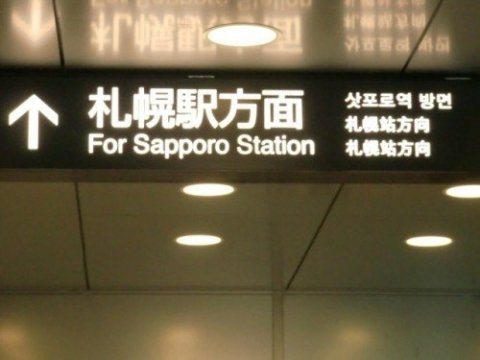 札幌駅方面
For Sapporo Station
삿포로역 방면
札幌站方向
札幌站方向